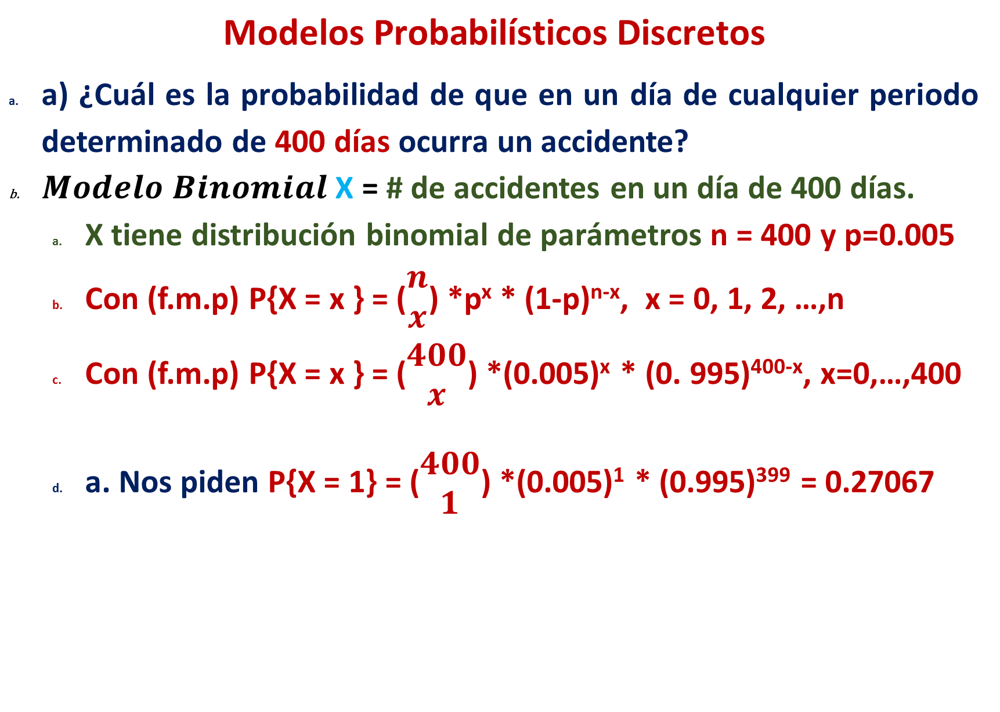 Modelos Probabilísticos Discretos
a. a) ¿Cuál es la probabilidad de que en un día de cualquier periodo
determinado de 400 días ocurra un accidente?
b. Modelo Binomial X = # de accidentes en un día de 400 días.
a. X tiene distribución binomial de parámetros n = 400 y p=0.005
b. Con (f.m.p) P{X = x } = (n x) *pˣ * (1-p)ⁿ⁻ˣ, x = 0, 1, 2, ...,n
c. Con (f.m.p) P{X = x } = (400 x) *(0.005)ˣ * (0. 995)⁴⁰⁰⁻ˣ, x=0,...,400
d. a. Nos piden P{X = 1} = (400 1) *(0.005)¹ * (0.995)³⁹⁹ = 0.27067